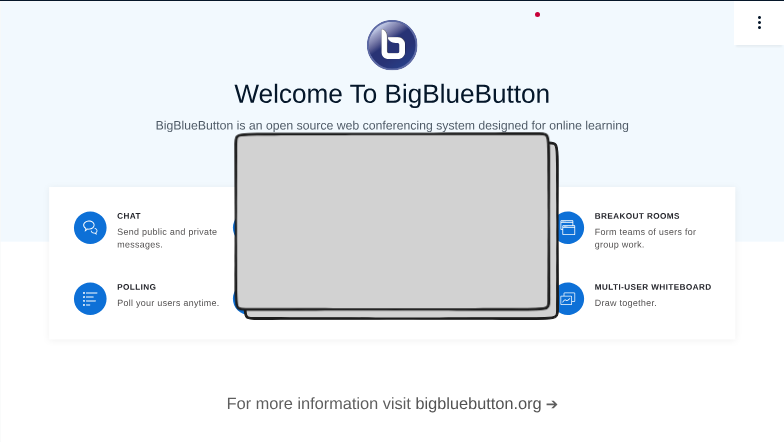 Welcome To BigBlueButton
BigBlueButton is an open source web conferencing system designed for online learning
CHAT
Send public and private
messages.
BREAKOUT ROOMS
Form teams of users for
group work.
POLLING
Poll your users anytime.
MULTI-USER WHITEBOARD
Draw together.
For more information visit bigbluebutton.org →